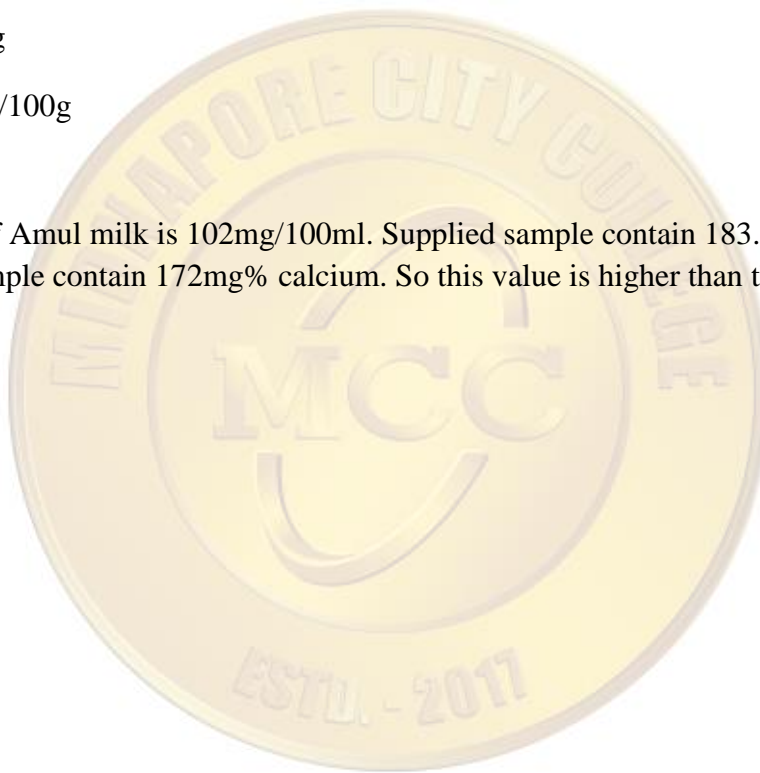 g
/100g
Amul milk is 102mg/100ml. Supplied sample contain 183.
ple contain 172mg% calcium. So this value is higher than t
MIDNAPORE CITY COLLEGE
MCC
ESTD. - 2017